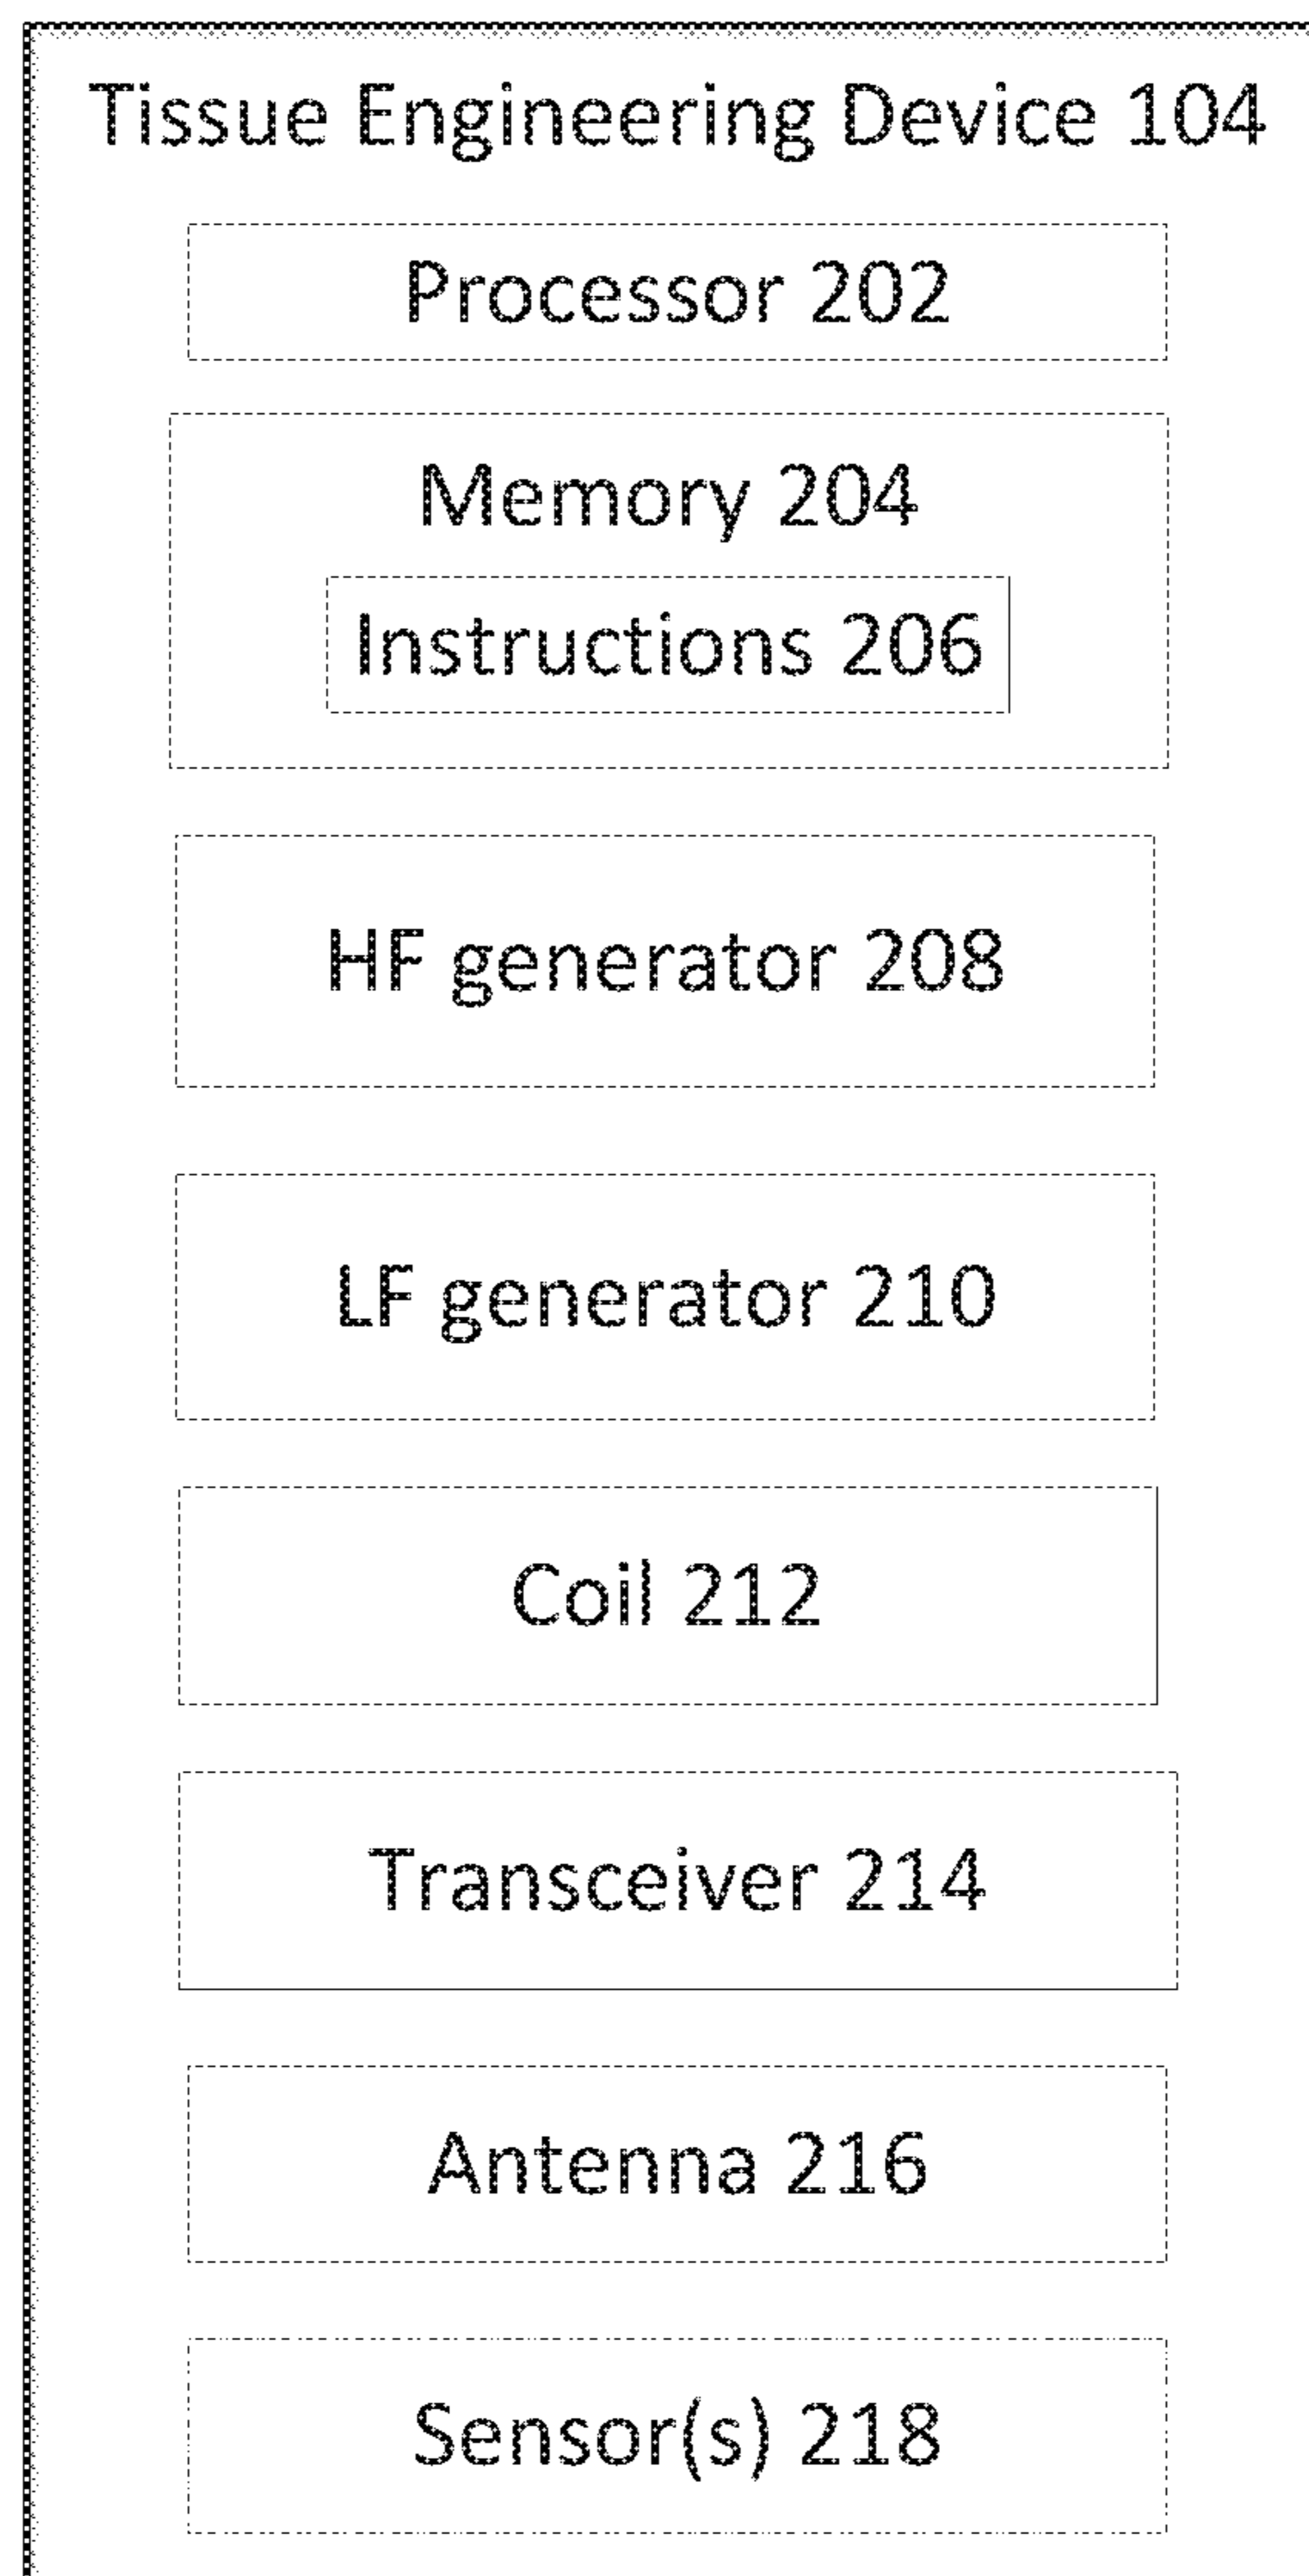 Tissue Engineering Device 104
Processor 202
Memory 204
Instructions 206
HF generator 208
LF generator 210
Coil 212
Transceiver 214
Antenna 216
Sensor(s) 218